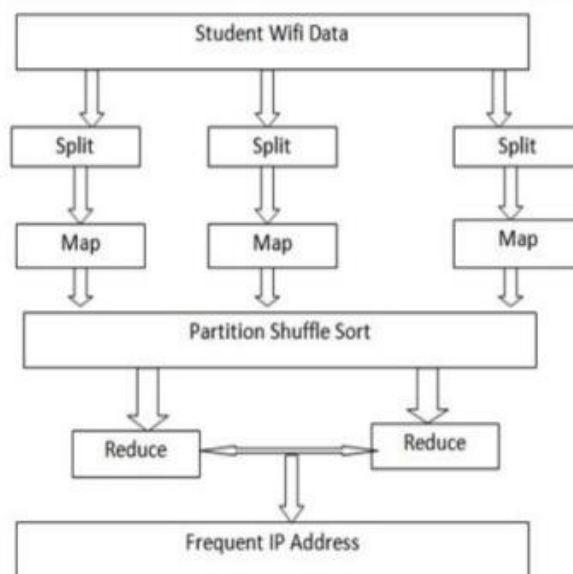 Student Wifi Data
Split Split Split
Map Map Map
Partition Shuffle Sort
Reduce Reduce
Frequent IP Address